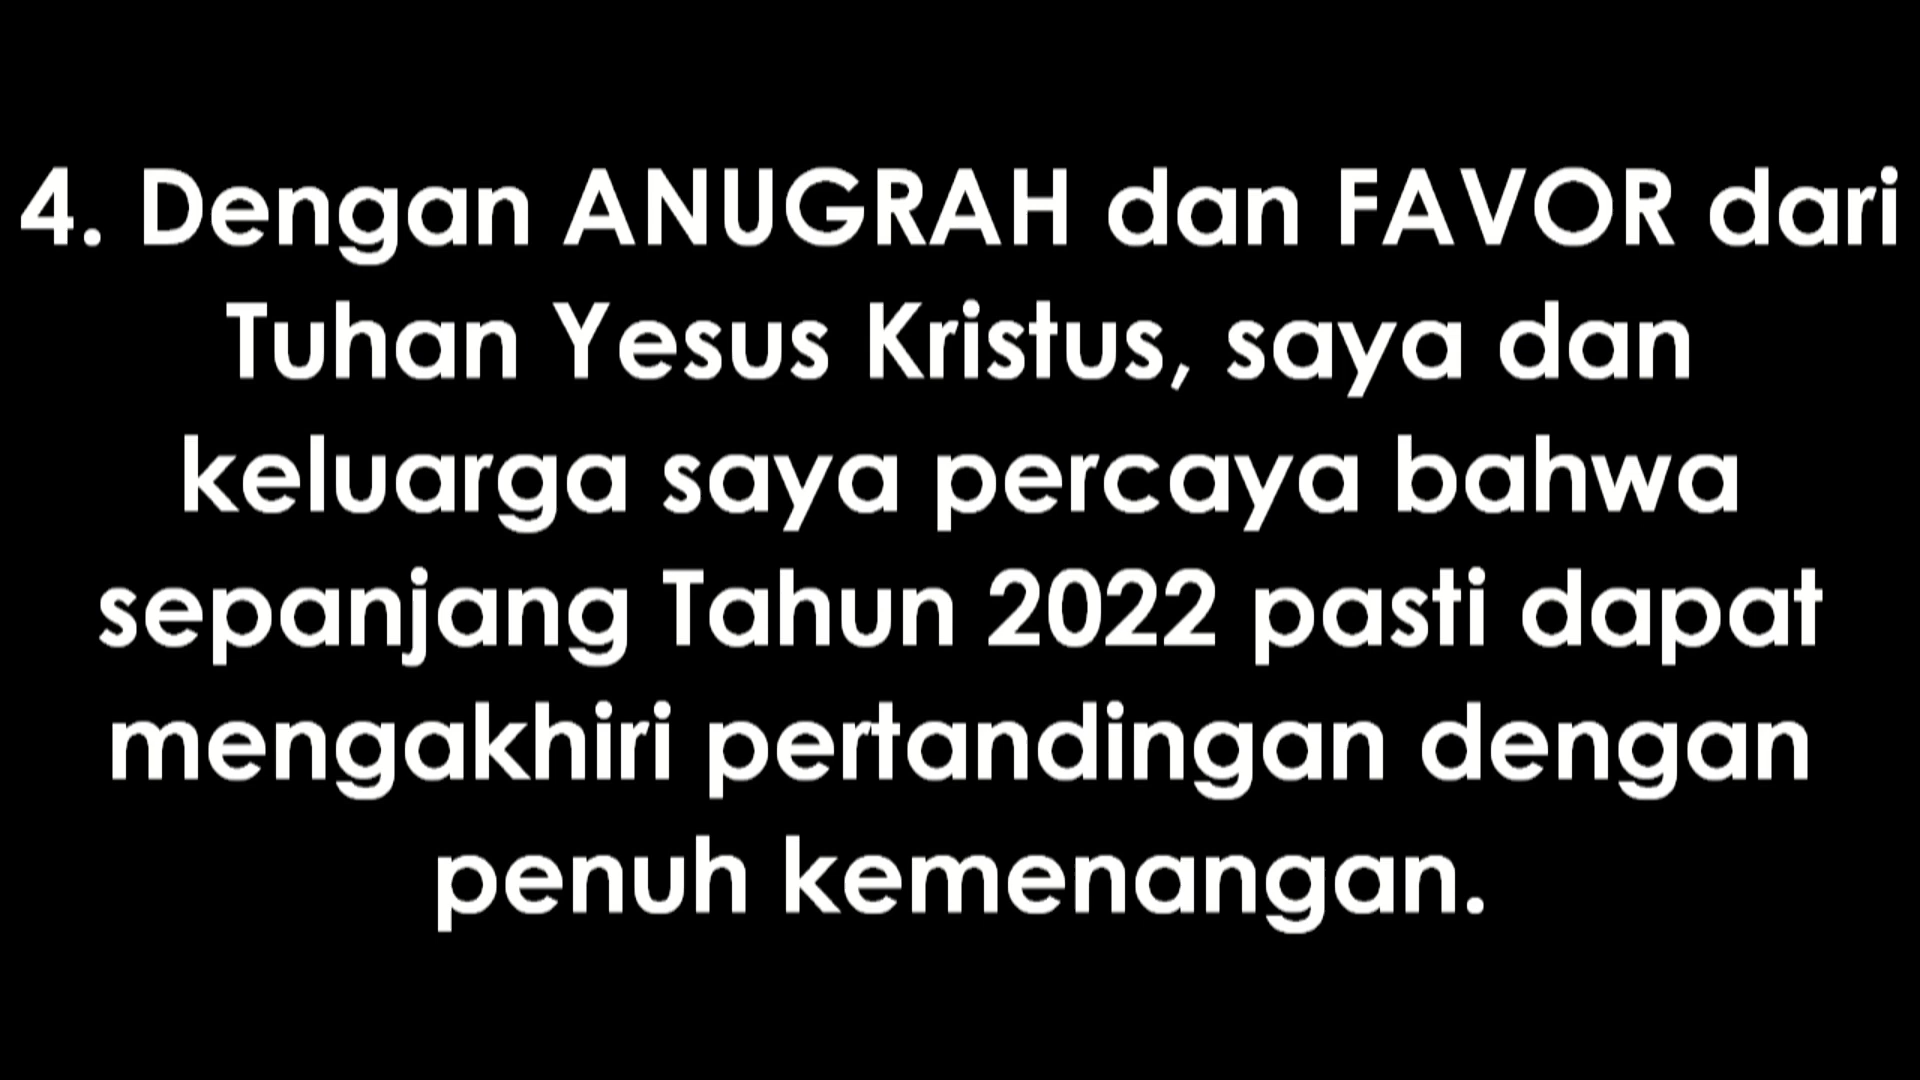 4. Dengan ANUGRAH dan FAVOR dari
Tuhan Yesus Kristus, saya dan
keluarga saya percaya bahwa
sepanjang Tahun 2022 pasti dapat
mengakhiri pertandingan dengan
penuh kemenangan.